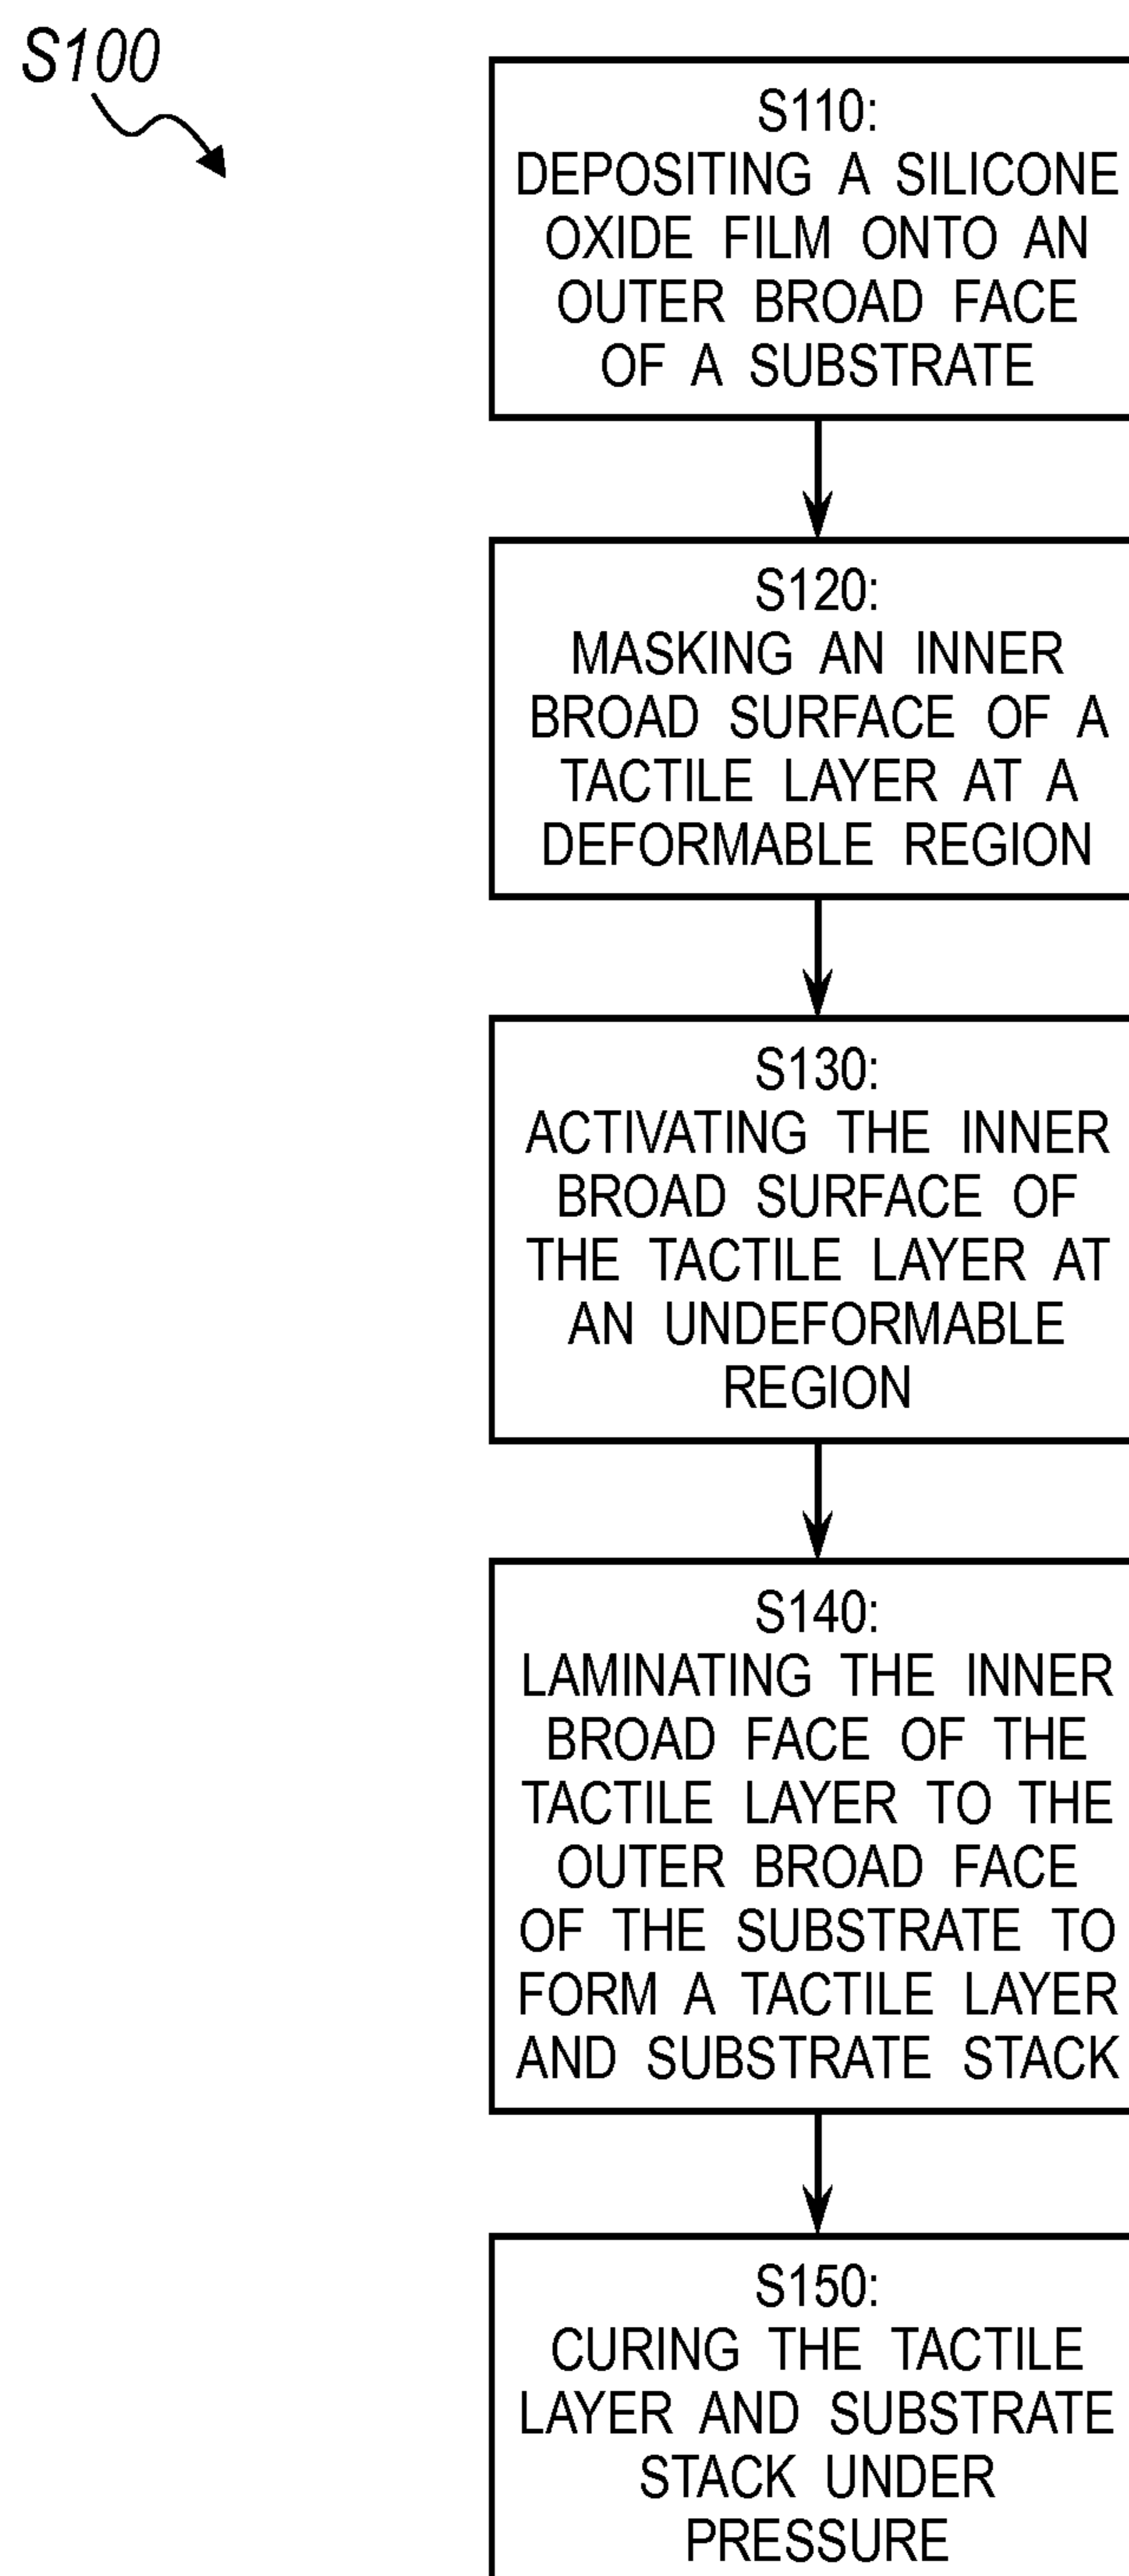 S100
S110:
DEPOSITING A SILICONE
OXIDE FILM ONTO AN
OUTER BROAD FACE
OF A SUBSTRATE
S120:
MASKING AN INNER
BROAD SURFACE OF A
TACTILE LAYER AT A
DEFORMABLE REGION
S130:
ACTIVATING THE INNER
BROAD SURFACE OF
THE TACTILE LAYER AT
AN UNDEFORMABLE
REGION
S140:
LAMINATING THE INNER
BROAD FACE OF THE
TACTILE LAYER TO THE
OUTER BROAD FACE
OF THE SUBSTRATE TO
FORM A TACTILE LAYER
AND SUBSTRATE STACK
S150:
CURING THE TACTILE
LAYER AND SUBSTRATE
STACK UNDER
PRESSURE